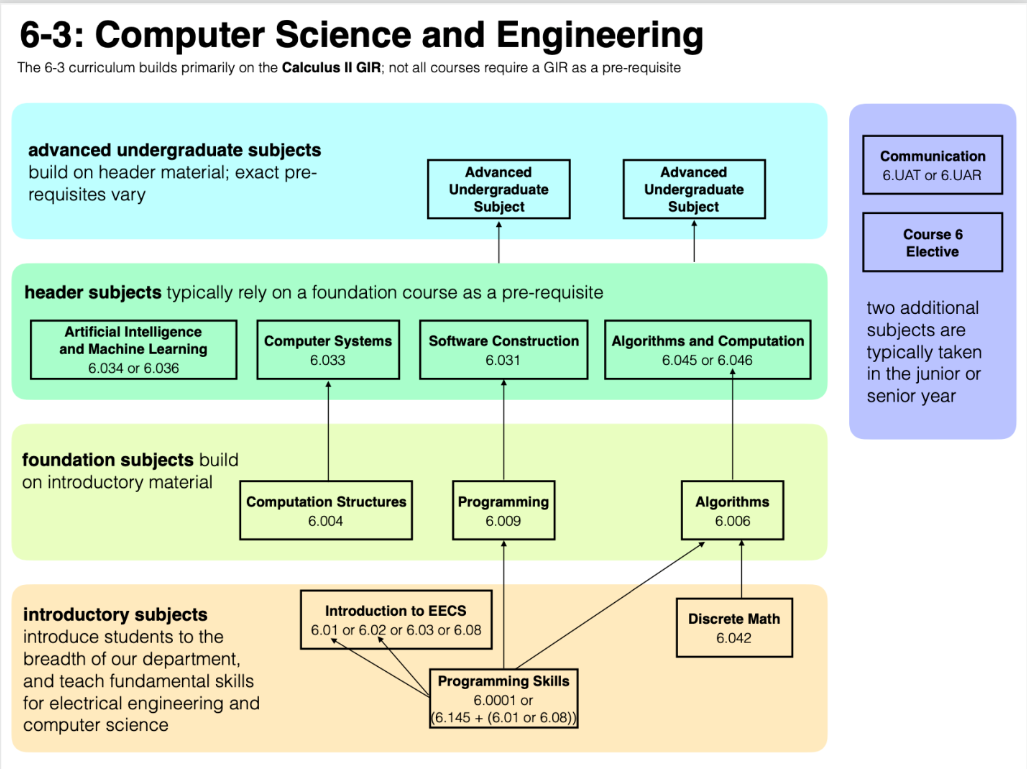 6-3: Computer Science and Engineering
The 6-3 curriculum builds primarily on the Calculus II GIR; not all courses require a GIR as a pre-requisite
advanced undergraduate subjects
build on header material; exact pre-
requisites vary
Advanced
Undergraduate
Subject
Advanced
Undergraduate
Subject
header subjects typically rely on a foundation course as a pre-requisite
Artificial Intelligence
and Machine Learning
6.034 or 6.036
Computer Systems
6.033
Software Construction
6.031
Algorithms and Computation
6.045 or 6.046
foundation subjects build
on introductory material
Computation Structures
6.004
Programming
6.009
Algorithms
6.006
introductory subjects
introduce students to the
breadth of our department,
and teach fundamental skills
for electrical engineering and
computer science
Introduction to EECS
6.01 or 6.02 or 6.03 or 6.08
Programming Skills
6.0001 or
(6.145 + (6.01 or 6.08))
Discrete Math
6.042
Communication
6.UAT or 6.UAR
Course 6
Elective
two additional
subjects are
typically taken
in the junior or
senior year